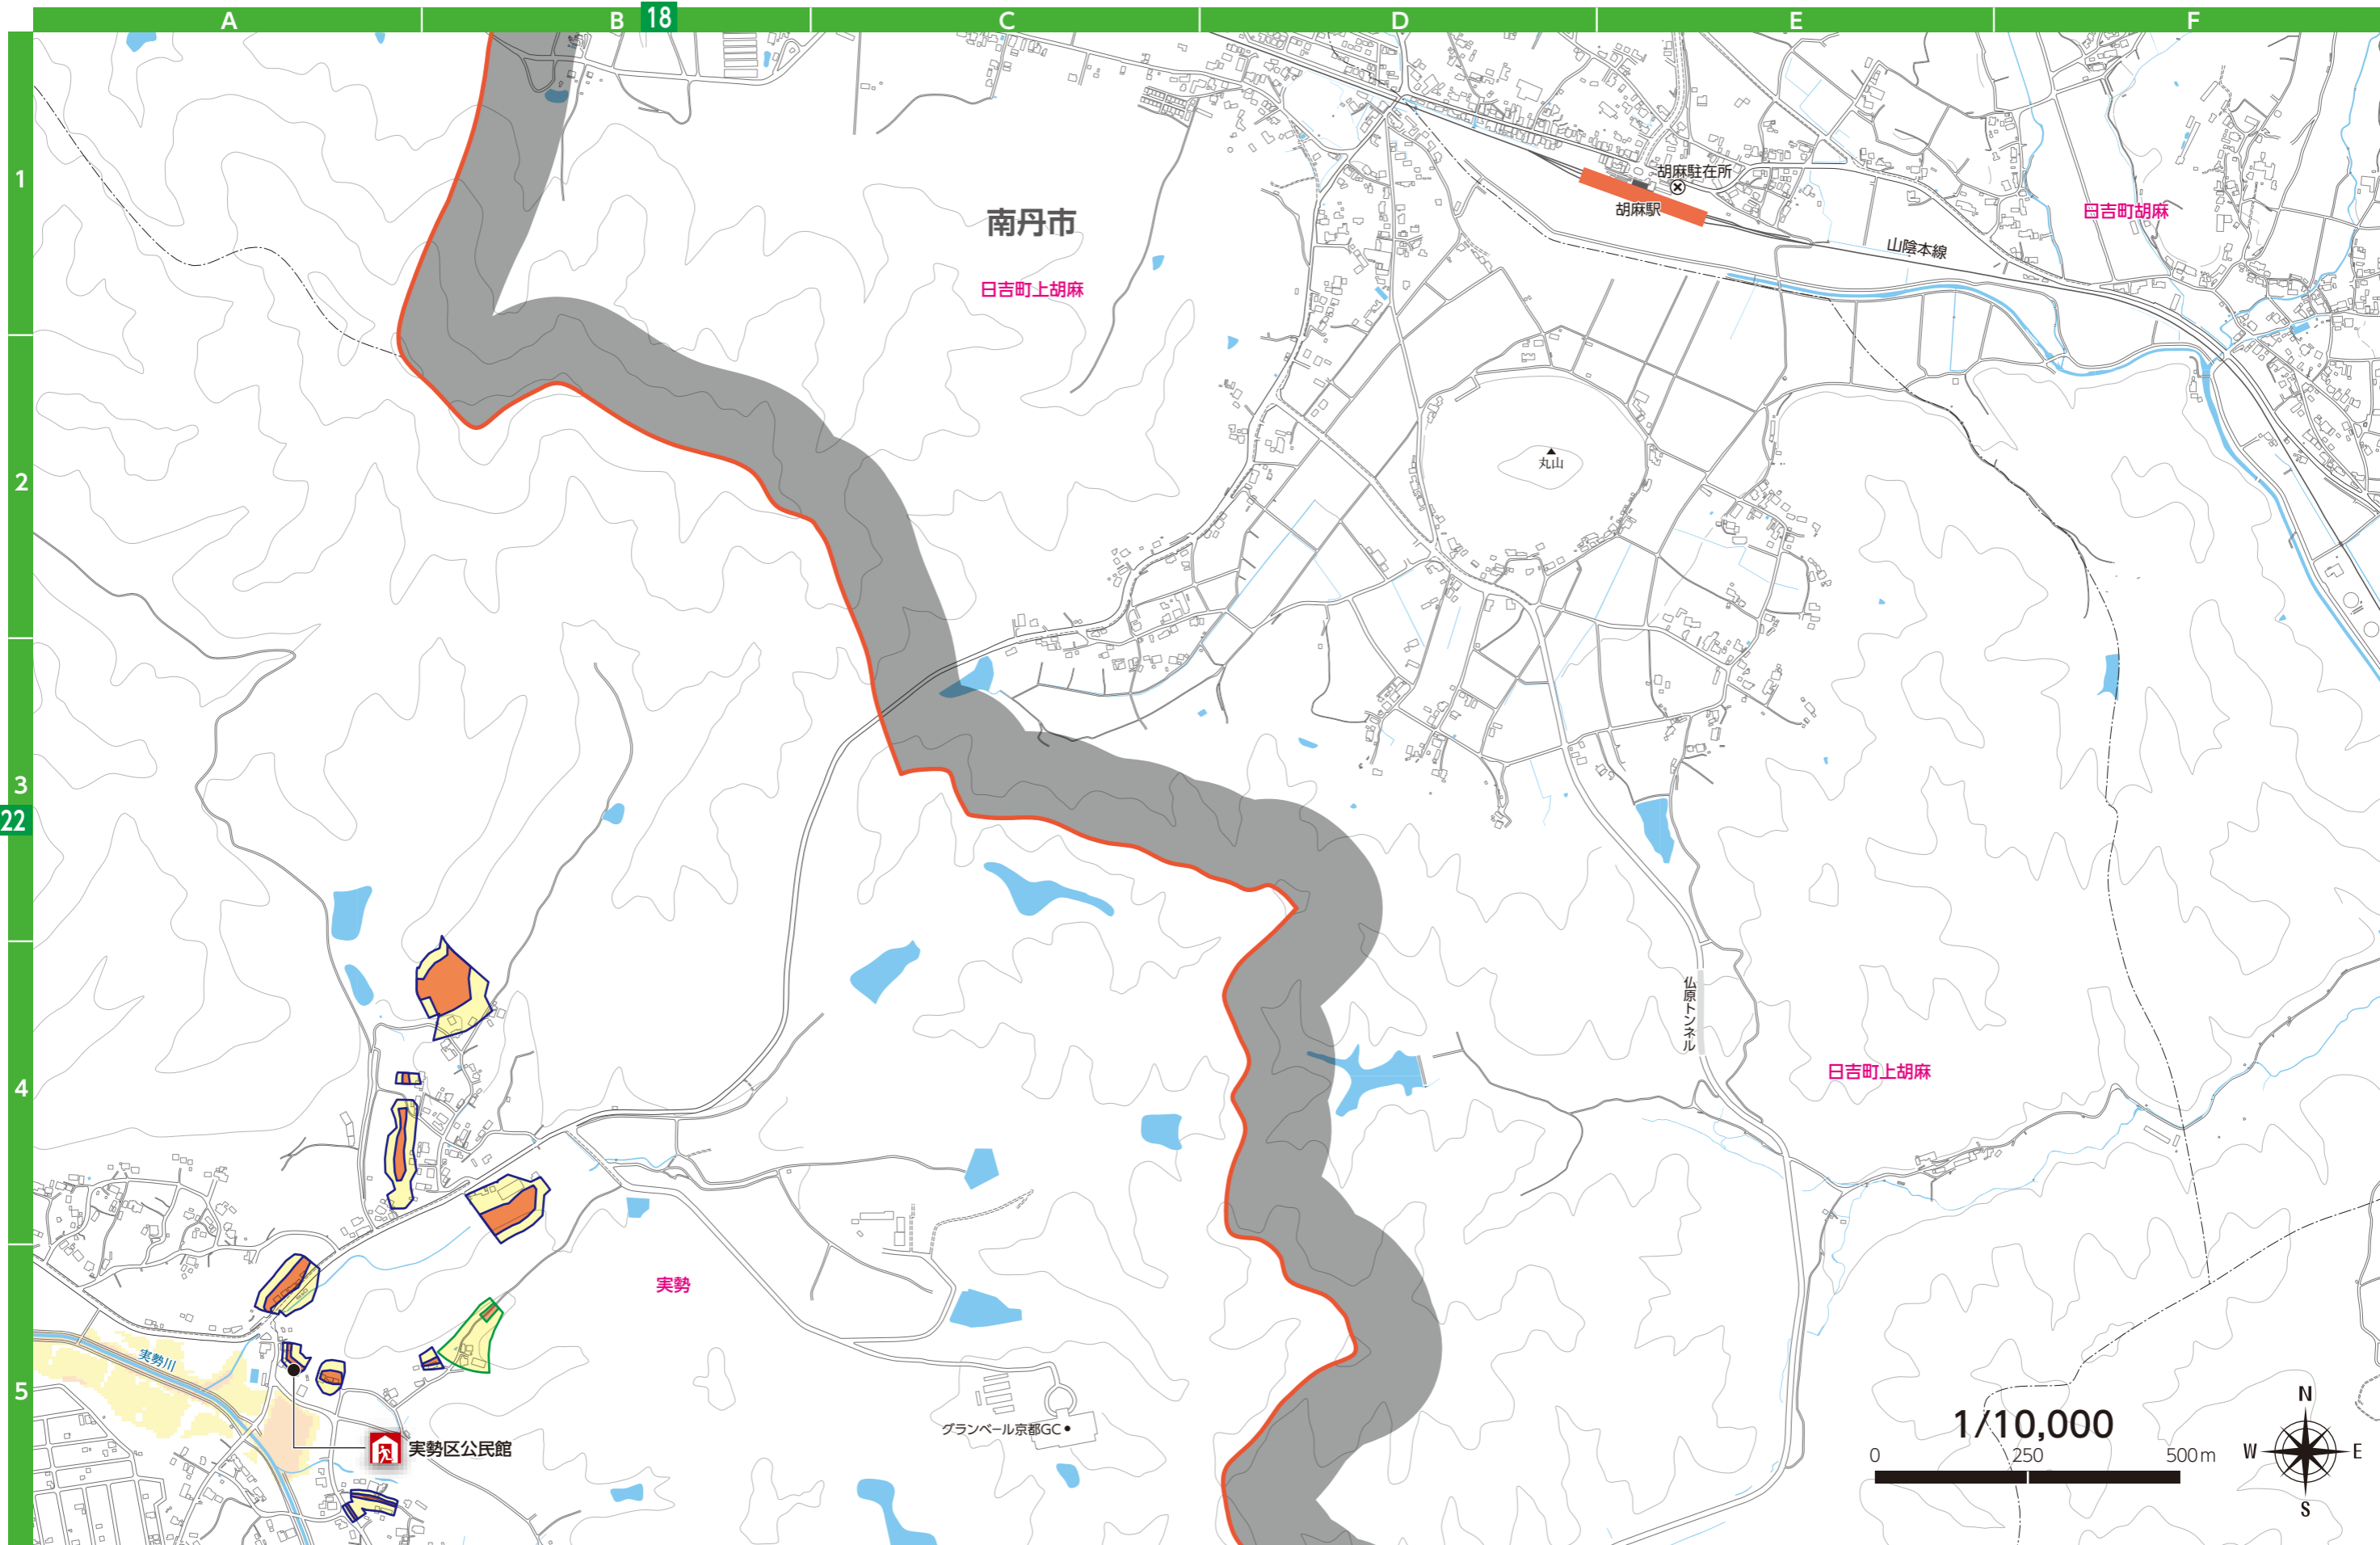 A
B
18
C
D
E
F
1
2
3
22
4
5
南丹市
日吉町上胡麻
胡麻駐在所
胡麻駅
日吉町胡麻
山陰本線
丸山
仏原トンネル
日吉町上胡麻
実勢
実勢川
グランベール京都GC
実勢区公民館
1/10,000
0
250
500m
N
W
E
S